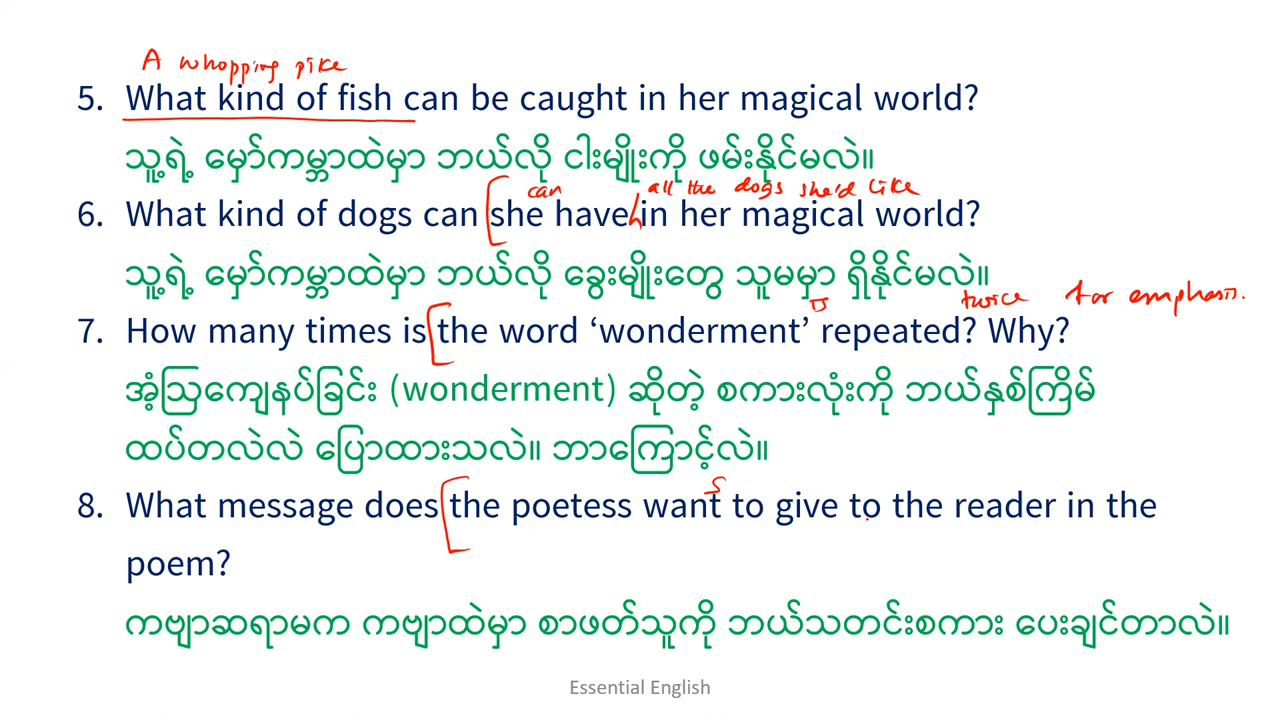 A whopping pike
5. What kind of fish can be caught in her magical world?
သူ့ရဲ့ မှော်ကမ္ဘာထဲမှာ ဘယ်လို ငါးမျိုးကို ဖမ်းနိုင်မလဲ။
can all the dogs she'd like
6. What kind of dogs can she have in her magical world?
သူ့ရဲ့ မှော်ကမ္ဘာထဲမှာ ဘယ်လို ခွေးမျိုးတွေ သူမမှာ ရှိနိုင်မလဲ။
is twice for emphasis.
7. How many times is the word ‘wonderment’ repeated? Why?
အံ့ဩကျေနပ်ခြင်း (wonderment) ဆိုတဲ့ စကားလုံးကို ဘယ်နှစ်ကြိမ်
ထပ်တလဲလဲ ပြောထားသလဲ။ ဘာကြောင့်လဲ။
s
8. What message does the poetess want to give to the reader in the
poem?
ကဗျာဆရာမက ကဗျာထဲမှာ စာဖတ်သူကို ဘယ်သတင်းစကား ပေးချင်တာလဲ။
Essential English